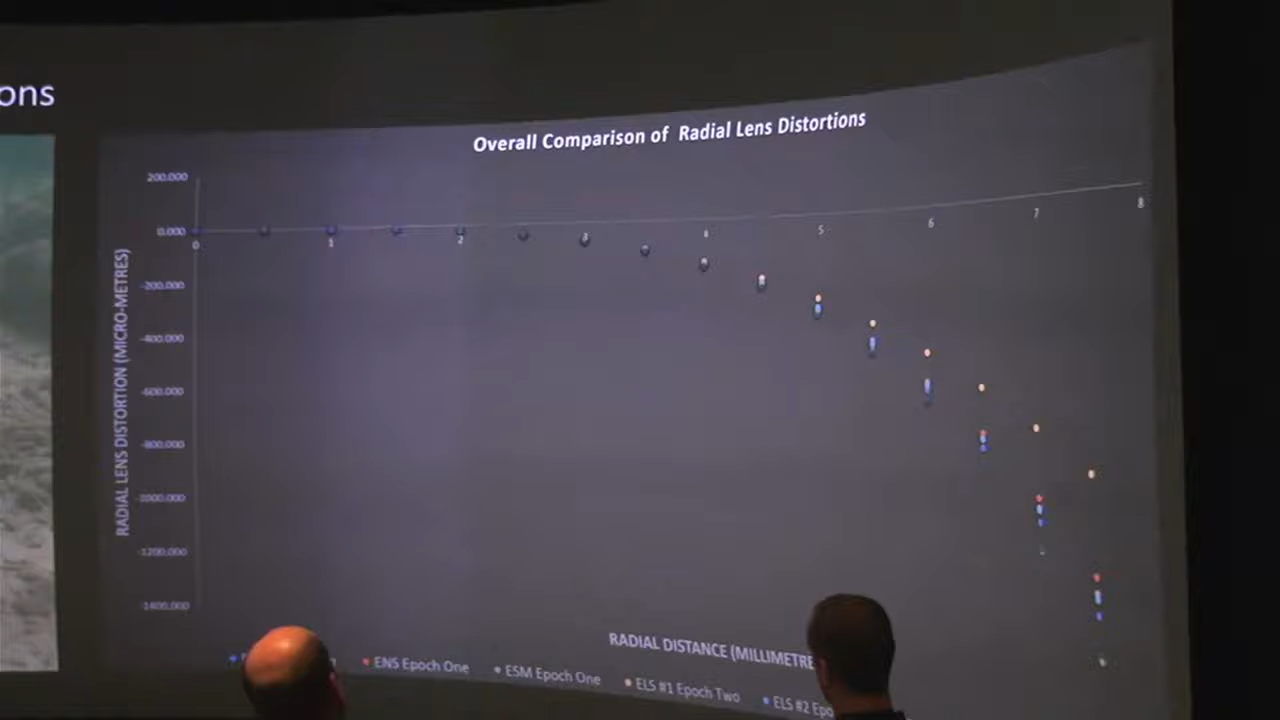 ons
Overall Comparison of Radial Lens Distortions
200.000
0.000
-200.000
-400.000
-600.000
-800.000
-1000.000
-1200.000
1400.000
0
1
2
3
4
5
6
7
8
RADIAL LENS DISTORTION (MICRO-METRES)
RADIAL DISTANCE (MILLIMETRE
ENS Epoch One
ESM Epoch One
ELS #1 Epoch Two
ELS #2 Epo